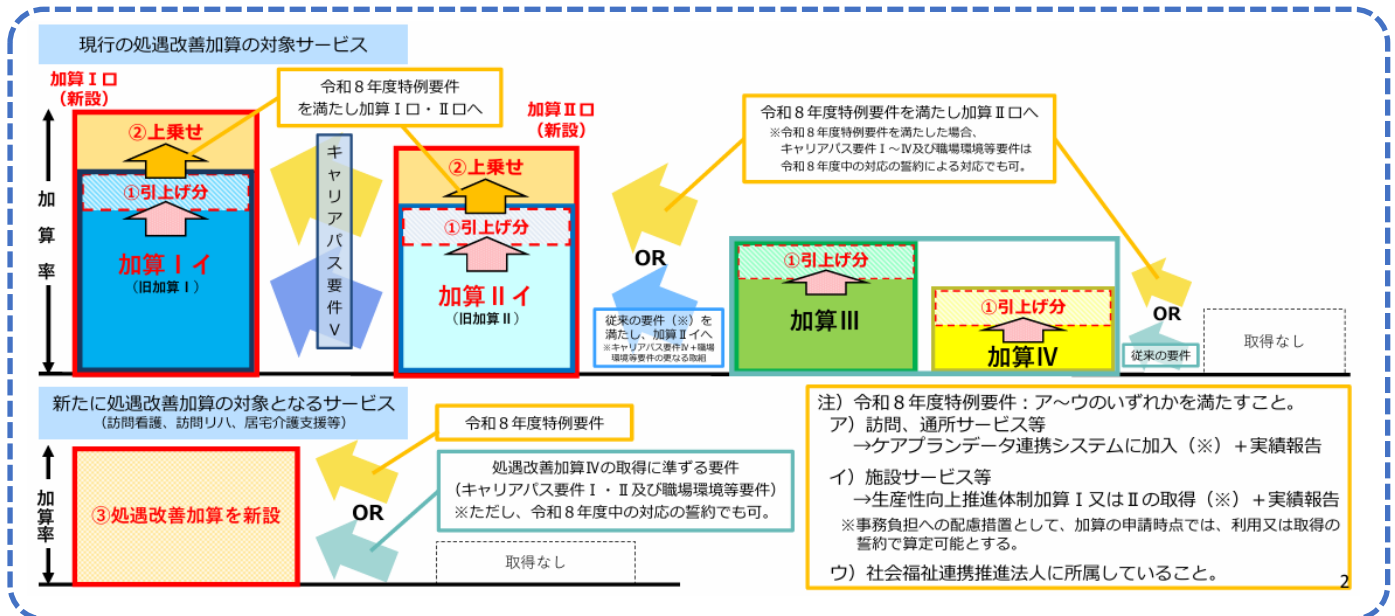 現行の処遇改善加算の対象サービス
加算Ⅰロ
（新設）
令和８年度特例要件
を満たし加算Ⅰロ・Ⅱロへ
加算Ⅱロ
（新設）
令和８年度特例要件を満たし加算Ⅱロへ
※令和８年度特例要件を満たした場合、
キャリアパス要件Ⅰ～Ⅳ及び職場環境等要件は
令和８年度中の対応の誓約による対応でも可。
加算率
②上乗せ
①引上げ分
加算Ⅰイ
（旧加算Ⅰ）
キャリアパス要件Ⅴ
②上乗せ
①引上げ分
加算Ⅱイ
（旧加算Ⅱ）
OR
従来の要件（※）を
満たし、加算Ⅱイへ
※キャリアパス要件Ⅳ＋職場
環境等要件の更なる取組
①引上げ分
加算Ⅲ
①引上げ分
加算Ⅳ
OR
従来の要件
取得なし
新たに処遇改善加算の対象となるサービス
（訪問看護、訪問リハ、居宅介護支援等）
加算率
③処遇改善加算を新設
令和８年度特例要件
処遇改善加算Ⅳの取得に準ずる要件
（キャリアパス要件Ⅰ・Ⅱ及び職場環境等要件）
※ただし、令和８年度中の対応の誓約でも可。
OR
取得なし
注）令和８年度特例要件：ア～ウのいずれかを満たすこと。
ア）訪問、通所サービス等
→ケアプランデータ連携システムに加入（※）＋実績報告
イ）施設サービス等
→生産性向上推進体制加算Ⅰ又はⅡの取得（※）＋実績報告
※事務負担への配慮措置として、加算の申請時点では、利用又は取得の
誓約で算定可能とする。
ウ）社会福祉連携推進法人に所属していること。
2